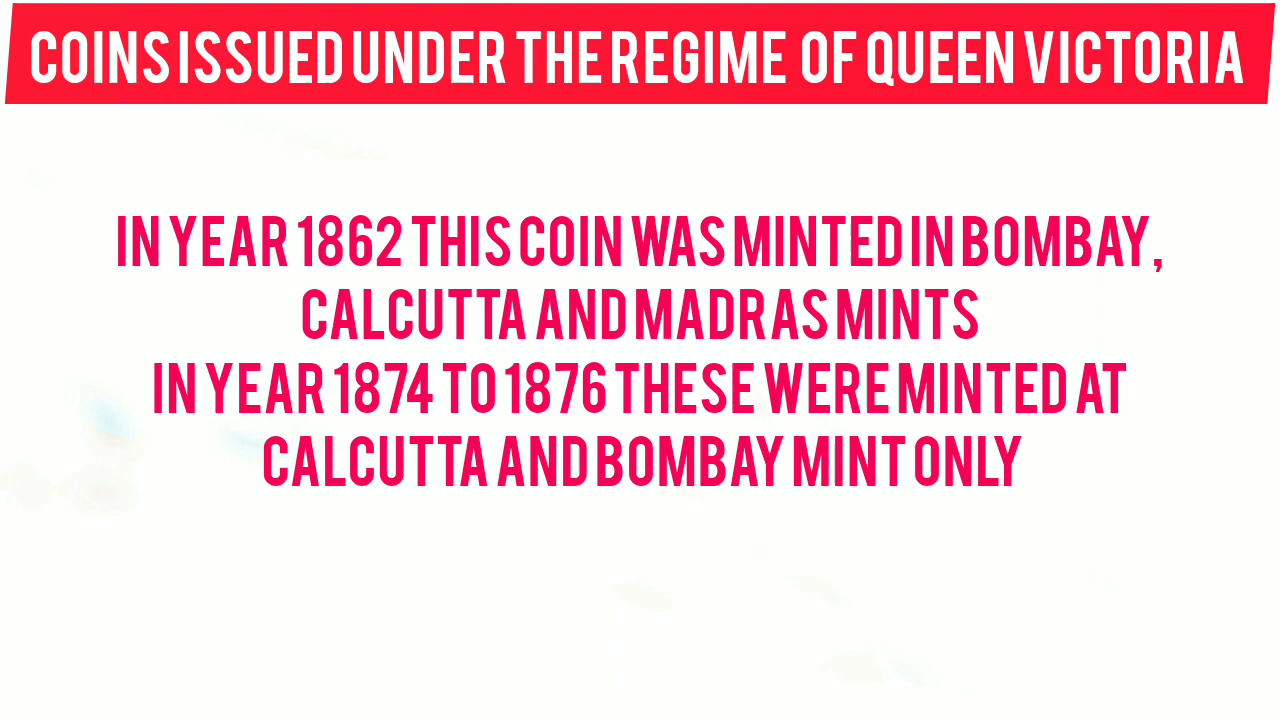 COINS ISSUED UNDER THE REGIME OF QUEEN VICTORIA
IN YEAR 1862 THIS COIN WAS MINTED IN BOMBAY,
CALCUTTA AND MADRAS MINTS
IN YEAR 1874 TO 1876 THESE WERE MINTED AT
CALCUTTA AND BOMBAY MINT ONLY